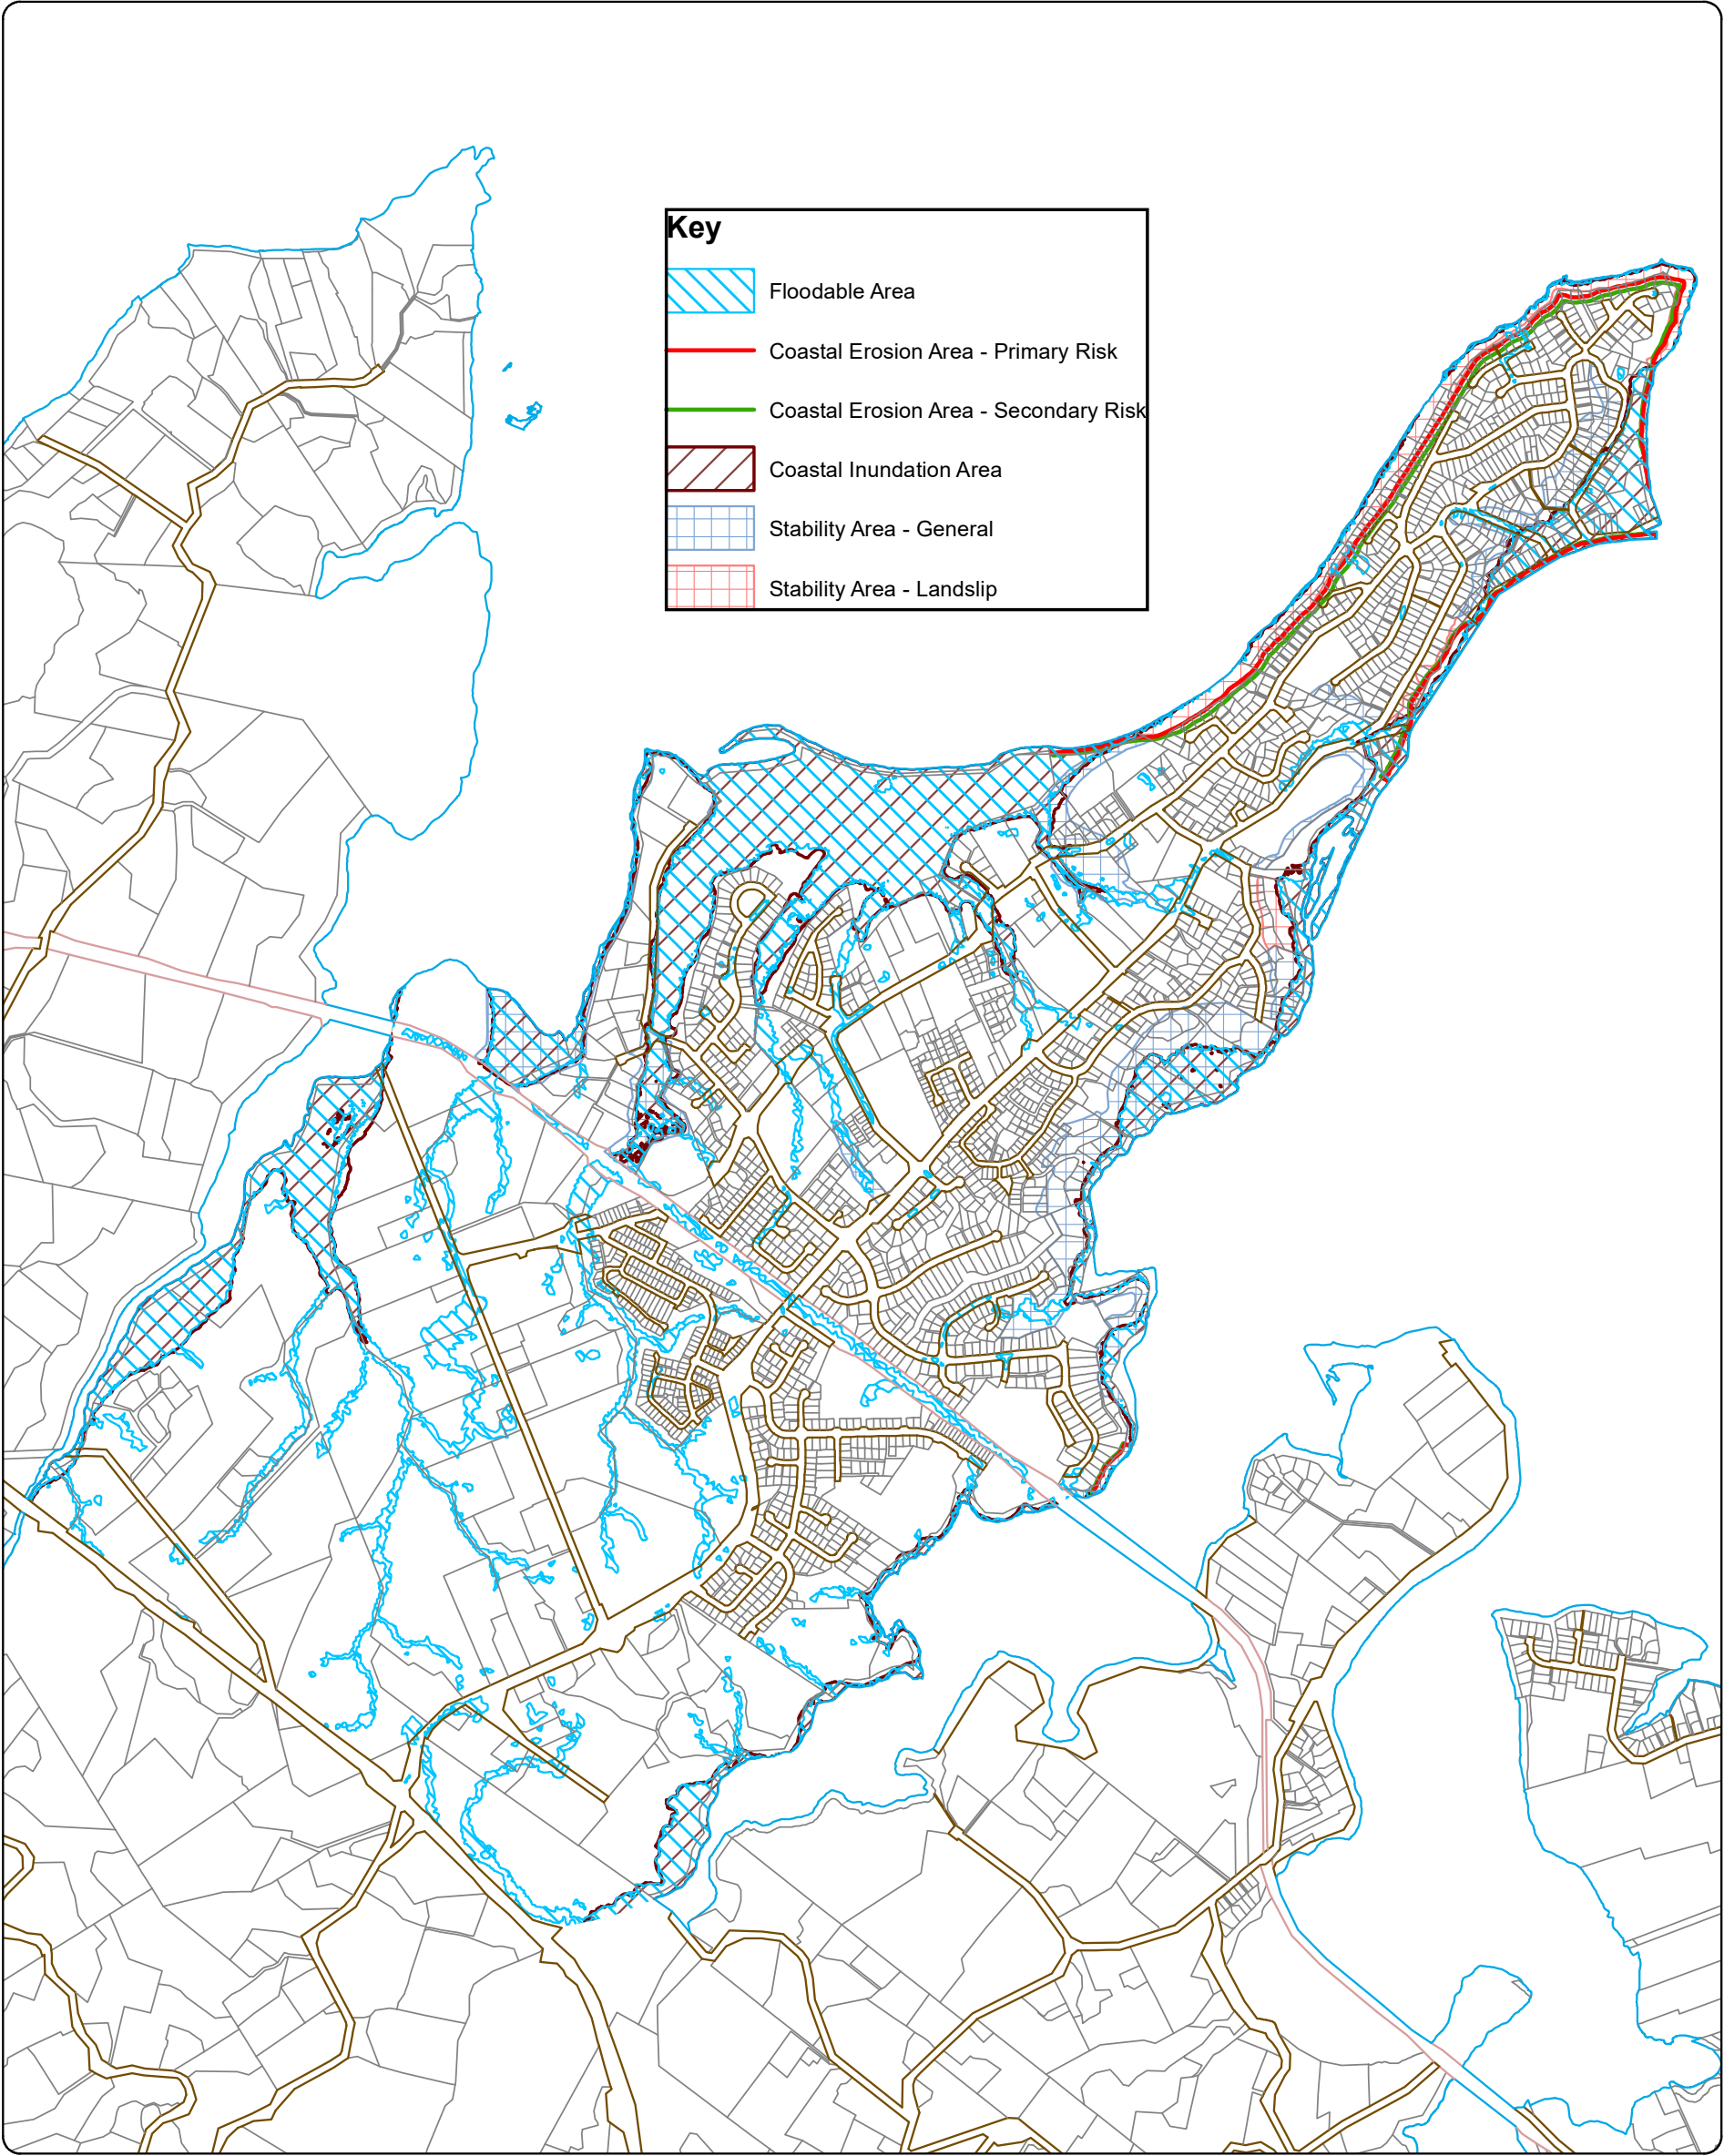 Key
Floodable Area
Coastal Erosion Area - Primary Risk
Coastal Erosion Area - Secondary Risk
Coastal Inundation Area
Stability Area - General
Stability Area - Landslip